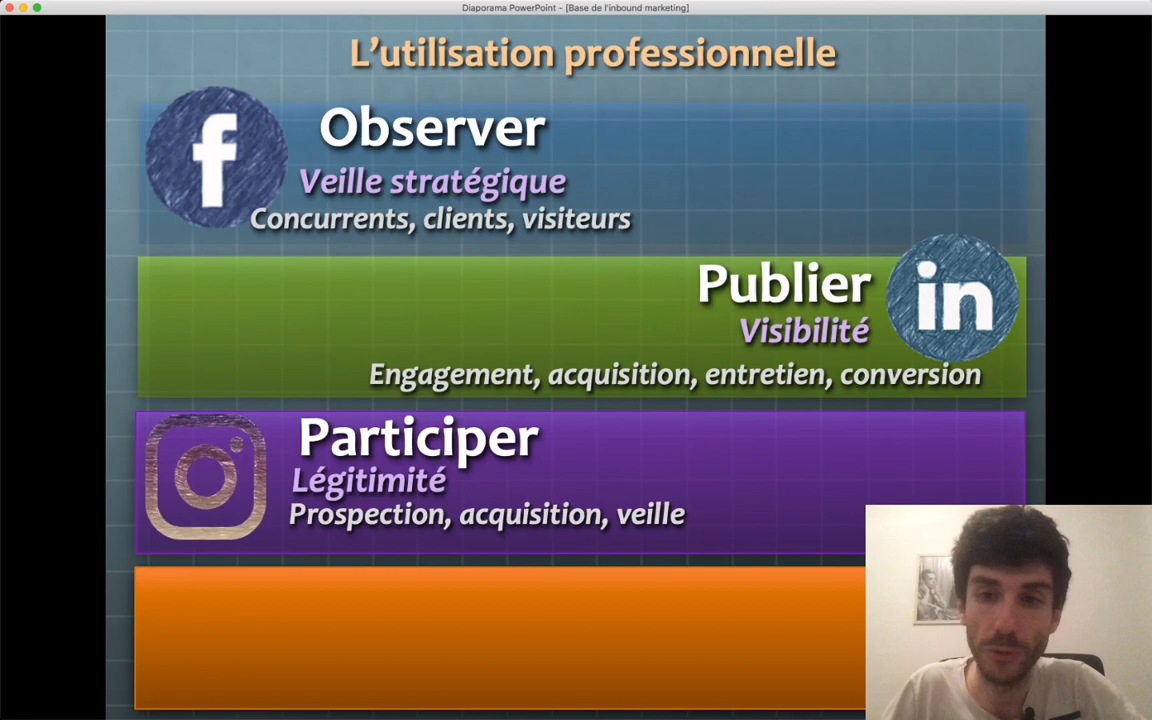 Diaporama PowerPoint - [Base de l'inbound marketing]
L’utilisation professionnelle
f
Observer
Veille stratégique
Concurrents, clients, visiteurs
Publier
in
Visibilité
Engagement, acquisition, entretien, conversion
Participer
Légitimité
Prospection, acquisition, veille